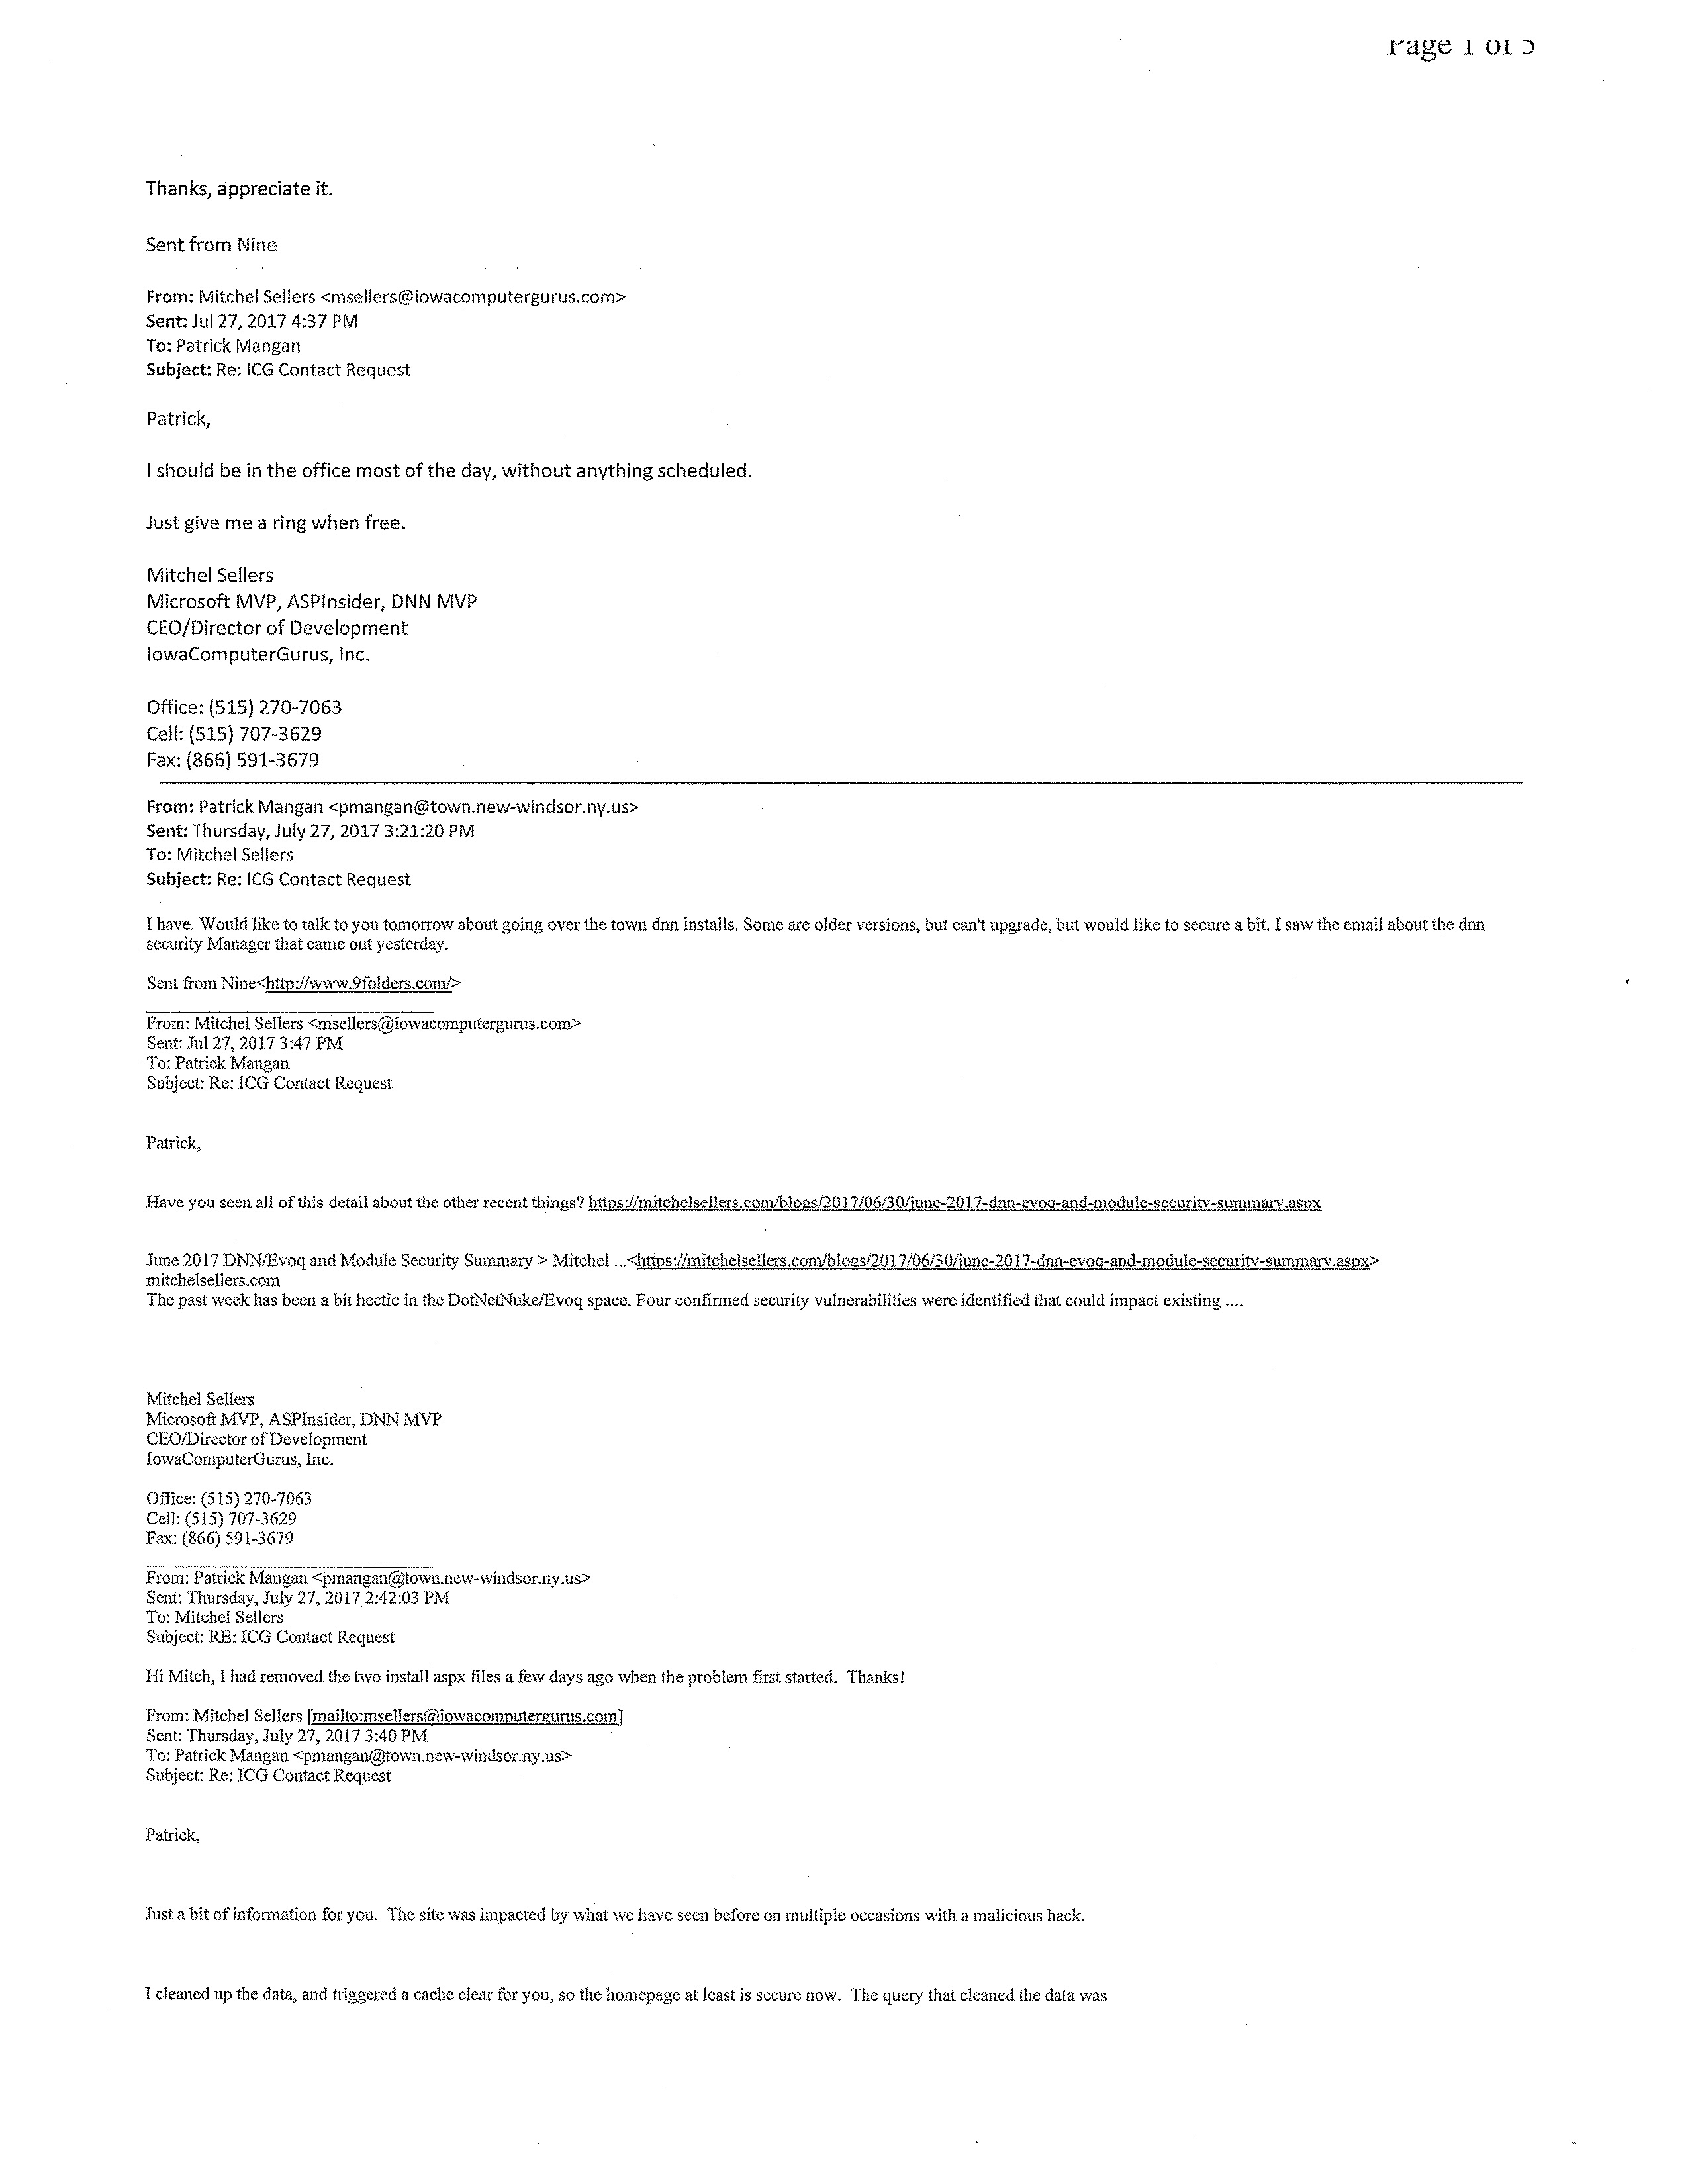 Page 1 of 5
Thanks, appreciate it.
Sent from Nine
From: Mitchel Sellers <msellers@iowacomputergurus.com>
Sent: Jul 27, 2017 4:37 PM
To: Patrick Mangan
Subject: Re: ICG Contact Request
Patrick,
I should be in the office most of the day, without anything scheduled.
Just give me a ring when free.
Mitchel Sellers
Microsoft MVP, ASPInsider, DNN MVP
CEO/Director of Development
IowaComputerGurus, Inc.
Office: (515) 270-7063
Cell: (515) 707-3629
Fax: (866) 591-3679
From: Patrick Mangan <pmangan@town.new-windsor.ny.us>
Sent: Thursday, July 27, 2017 3:21:20 PM
To: Mitchel Sellers
Subject: Re: ICG Contact Request
I have. Would like to talk to you tomorrow about going over the town dnn installs. Some are older versions, but can't upgrade, but would like to secure a bit. I saw the email about the dnn
security Manager that came out yesterday.
Sent from Nine<http://www.9folders.com/>
From: Mitchel Sellers <msellers@iowacomputergurus.com>
Sent: Jul 27, 2017 3:47 PM
To: Patrick Mangan
Subject: Re: ICG Contact Request
Patrick,
Have you seen all of this detail about the other recent things? https://mitchelsellers.com/blogs/2017/06/30/june-2017-dnn-evoq-and-module-security-summary.aspx
June 2017 DNN/Evoq and Module Security Summary > Mitchel ...<https://mitchelsellers.com/blogs/2017/06/30/june-2017-dnn-evoq-and-module-security-summary.aspx>
mitchelsellers.com
The past week has been a bit hectic in the DotNetNuke/Evoq space. Four confirmed security vulnerabilities were identified that could impact existing ....
Mitchel Sellers
Microsoft MVP, ASPInsider, DNN MVP
CEO/Director of Development
IowaComputerGurus, Inc.
Office: (515) 270-7063
Cell: (515) 707-3629
Fax: (866) 591-3679
From: Patrick Mangan <pmangan@town.new-windsor.ny.us>
Sent: Thursday, July 27, 2017 2:42:03 PM
To: Mitchel Sellers
Subject: RE: ICG Contact Request
Hi Mitch, I had removed the two install aspx files a few days ago when the problem first started.  Thanks!
From: Mitchel Sellers [mailto:msellers@iowacomputergurus.com]
Sent: Thursday, July 27, 2017 3:40 PM
To: Patrick Mangan <pmangan@town.new-windsor.ny.us>
Subject: Re: ICG Contact Request
Patrick,
Just a bit of information for you.  The site was impacted by what we have seen before on multiple occasions with a malicious hack.
I cleaned up the data, and triggered a cache clear for you, so the homepage at least is secure now.  The query that cleaned the data was